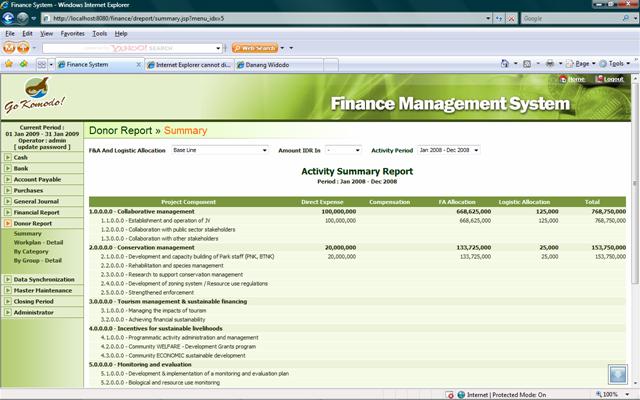 Finance System - Windows Internet Explorer
http://localhost:8080/finance/dreport/summary.jsp?menu_idx=5
Google
File Edit View Favorites Tools Help
YAHOO! SEARCH Web Search
Finance System Internet Explorer cannot di... Danang Widodo Page Tools
Go Komodo!
Home Logout
Finance Management System
Current Period :
01 Jan 2009 - 31 Jan 2009
Operator : admin
[ update password ]
Cash
Bank
Account Payable
Purchases
General Journal
Financial Report
Donor Report
Summary
Workplan - Detail
By Category
By Group - Detail
Data Synchronization
Master Maintenance
Closing Period
Administrator
Donor Report » Summary
F&A And Logistic Allocation Base Line Amount IDR In - Activity Period Jan 2008 - Dec 2008
Activity Summary Report
Period : Jan 2008 - Dec 2008
Project Component Direct Expense Compensation FA Allocation Logistic Allocation Total
1.0.0.0.0 - Collaborative management 100,000,000 668,625,000 125,000 768,750,000
1.1.0.0.0 - Establishment and operation of JV 100,000,000 668,625,000 125,000 768,750,000
1.2.0.0.0 - Collaboration with public sector stakeholders
1.3.0.0.0 - Collaboration with other stakeholders
2.0.0.0.0 - Conservation management 20,000,000 133,725,000 25,000 153,750,000
2.1.0.0.0 - Development and capacity building of Park staff (PNK, BTNK) 20,000,000 133,725,000 25,000 153,750,000
2.2.0.0.0 - Rehabilitation and species management
2.3.0.0.0 - Research to support conservation management
2.4.0.0.0 - Development of zoning system / Resource use regulations
2.5.0.0.0 - Strengthened enforcement
3.0.0.0.0 - Tourism management & sustainable financing
3.1.0.0.0 - Managing the impacts of tourism
3.2.0.0.0 - Achieving financial sustainability
4.0.0.0.0 - Incentives for sustainable livelihoods
4.1.0.0.0 - Programmatic activity administration and management
4.2.0.0.0 - Community WELFARE - Development Grants program
4.3.0.0.0 - Community ECONOMIC sustainable development
5.0.0.0.0 - Monitoring and evaluation
5.1.0.0.0 - Development & implementation of a monitoring and evaluation plan
5.2.0.0.0 - Biological and resource use monitoring
Internet | Protected Mode: On 100%